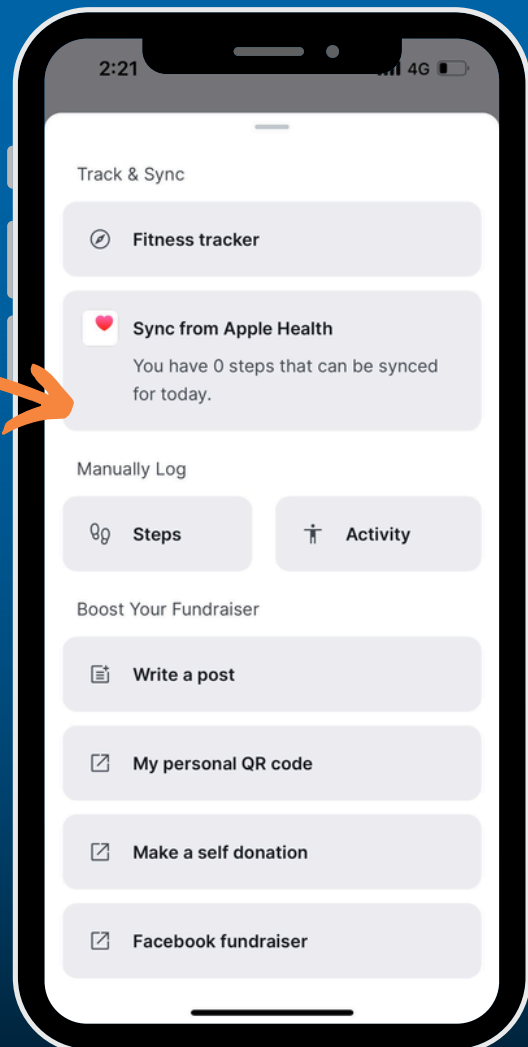 2:21
4G
Track & Sync
Fitness tracker
Sync from Apple Health
You have 0 steps that can be synced
for today.
Manually Log
Steps
Activity
Boost Your Fundraiser
Write a post
My personal QR code
Make a self donation
Facebook fundraiser